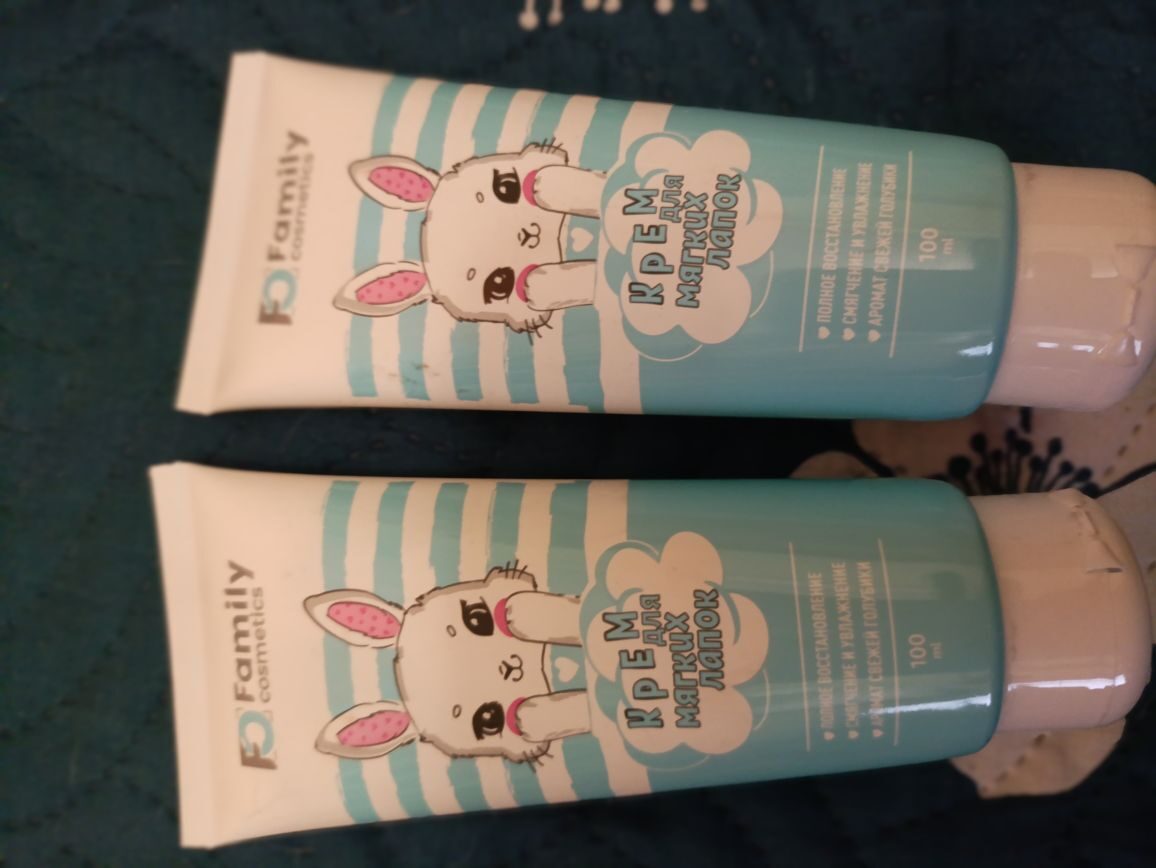 Family
cosmetics
Крем
для
мягких
лапок
ПОЛНОЕ ВОССТАНОВЛЕНИЕ
СМЯГЧЕНИЕ И УВЛАЖНЕНИЕ
АРОМАТ СВЕЖЕЙ ГОЛУБИКИ
100
ml
Family
cosmetics
Крем
для
мягких
лапок
ПОЛНОЕ ВОССТАНОВЛЕНИЕ
СМЯГЧЕНИЕ И УВЛАЖНЕНИЕ
АРОМАТ СВЕЖЕЙ ГОЛУБИКИ
100
ml